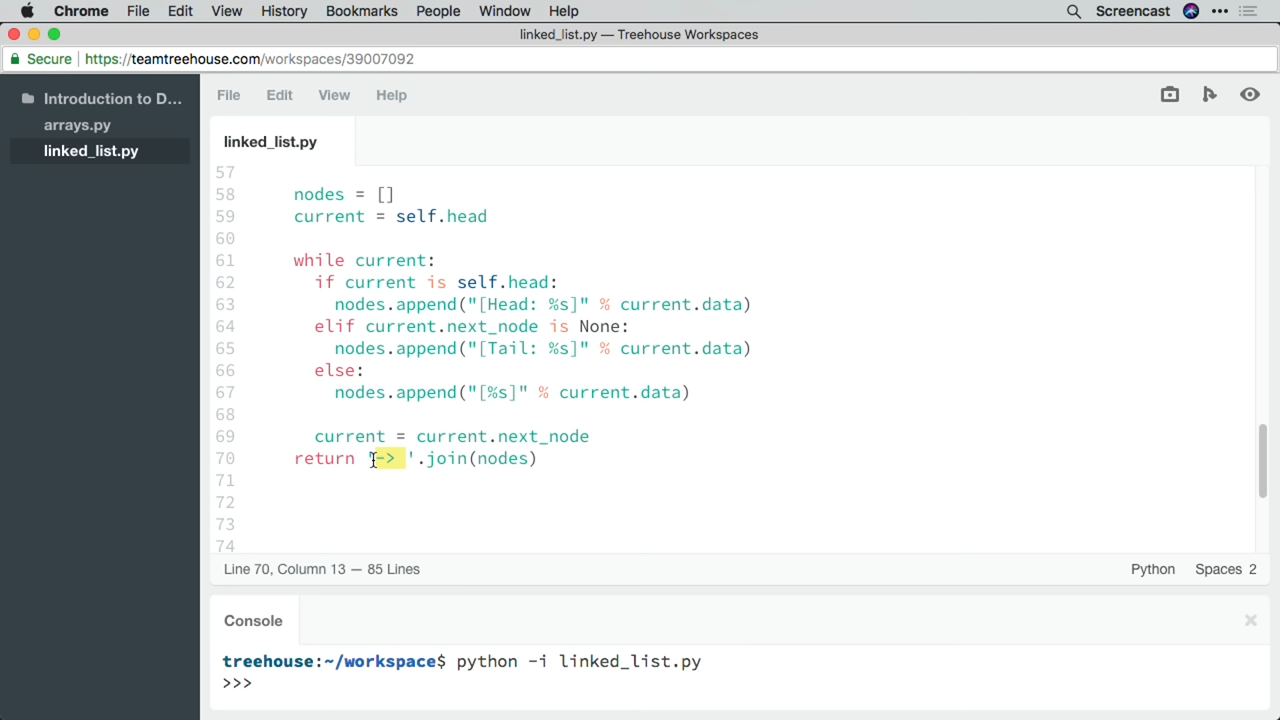 Chrome File Edit View History Bookmarks People Window Help Screencast
linked_list.py — Treehouse Workspaces
Secure https://teamtreehouse.com/workspaces/39007092
Introduction to D...
arrays.py
linked_list.py
File Edit View Help
linked_list.py
57
58 nodes = []
59 current = self.head
60
61 while current:
62 if current is self.head:
63 nodes.append("[Head: %s]" % current.data)
64 elif current.next_node is None:
65 nodes.append("[Tail: %s]" % current.data)
66 else:
67 nodes.append("[%s]" % current.data)
68
69 current = current.next_node
70 return '-> '.join(nodes)
71
72
73
74
Line 70, Column 13 — 85 Lines Python Spaces 2
Console
treehouse:~/workspace$ python -i linked_list.py
>>>